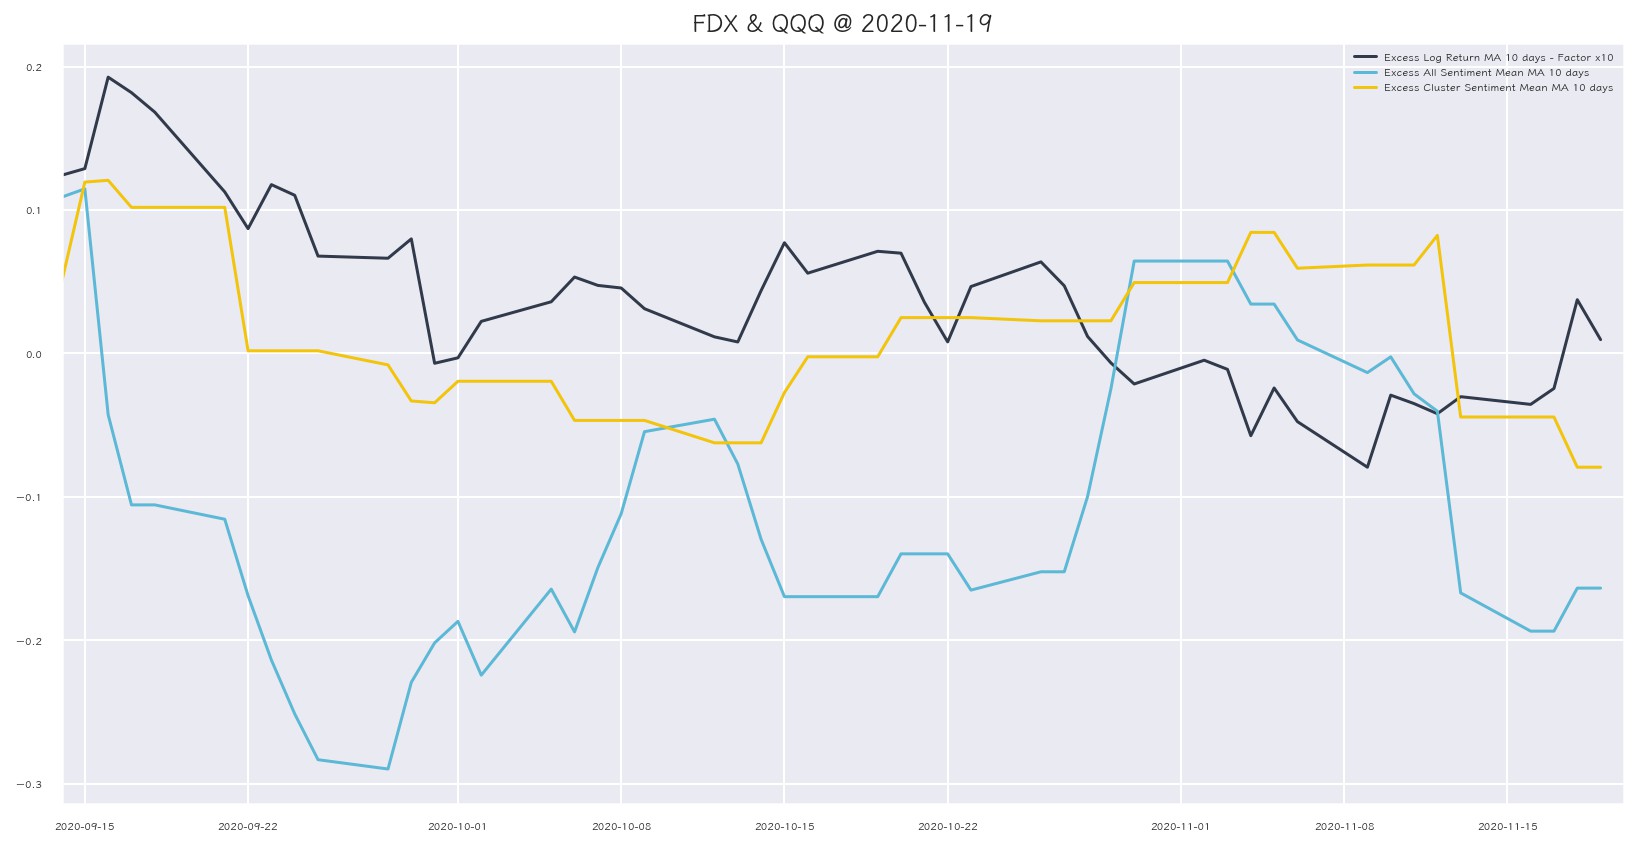 FDX & QQQ @ 2020-11-19
Excess Log Return MA 10 days - Factor x10
Excess All Sentiment Mean MA 10 days
Excess Cluster Sentiment Mean MA 10 days
0.2
0.1
0.0
−0.1
−0.2
−0.3
2020-09-15 2020-09-22 2020-10-01 2020-10-08 2020-10-15 2020-10-22 2020-11-01 2020-11-08 2020-11-15